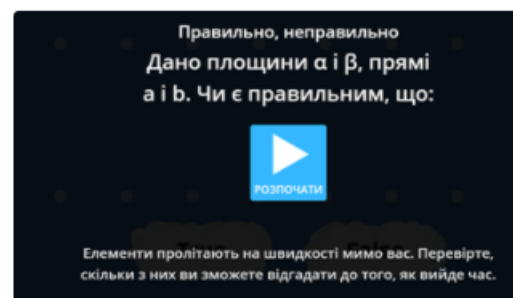 Правильно, неправильно
Дано площини α і β, прямі
a і b. Чи є правильним, що:
РОЗПОЧАТИ
Елементи пролітають на швидкості мимо вас. Перевірте,
скільки з них ви зможете відгадати до того, як вийде час.